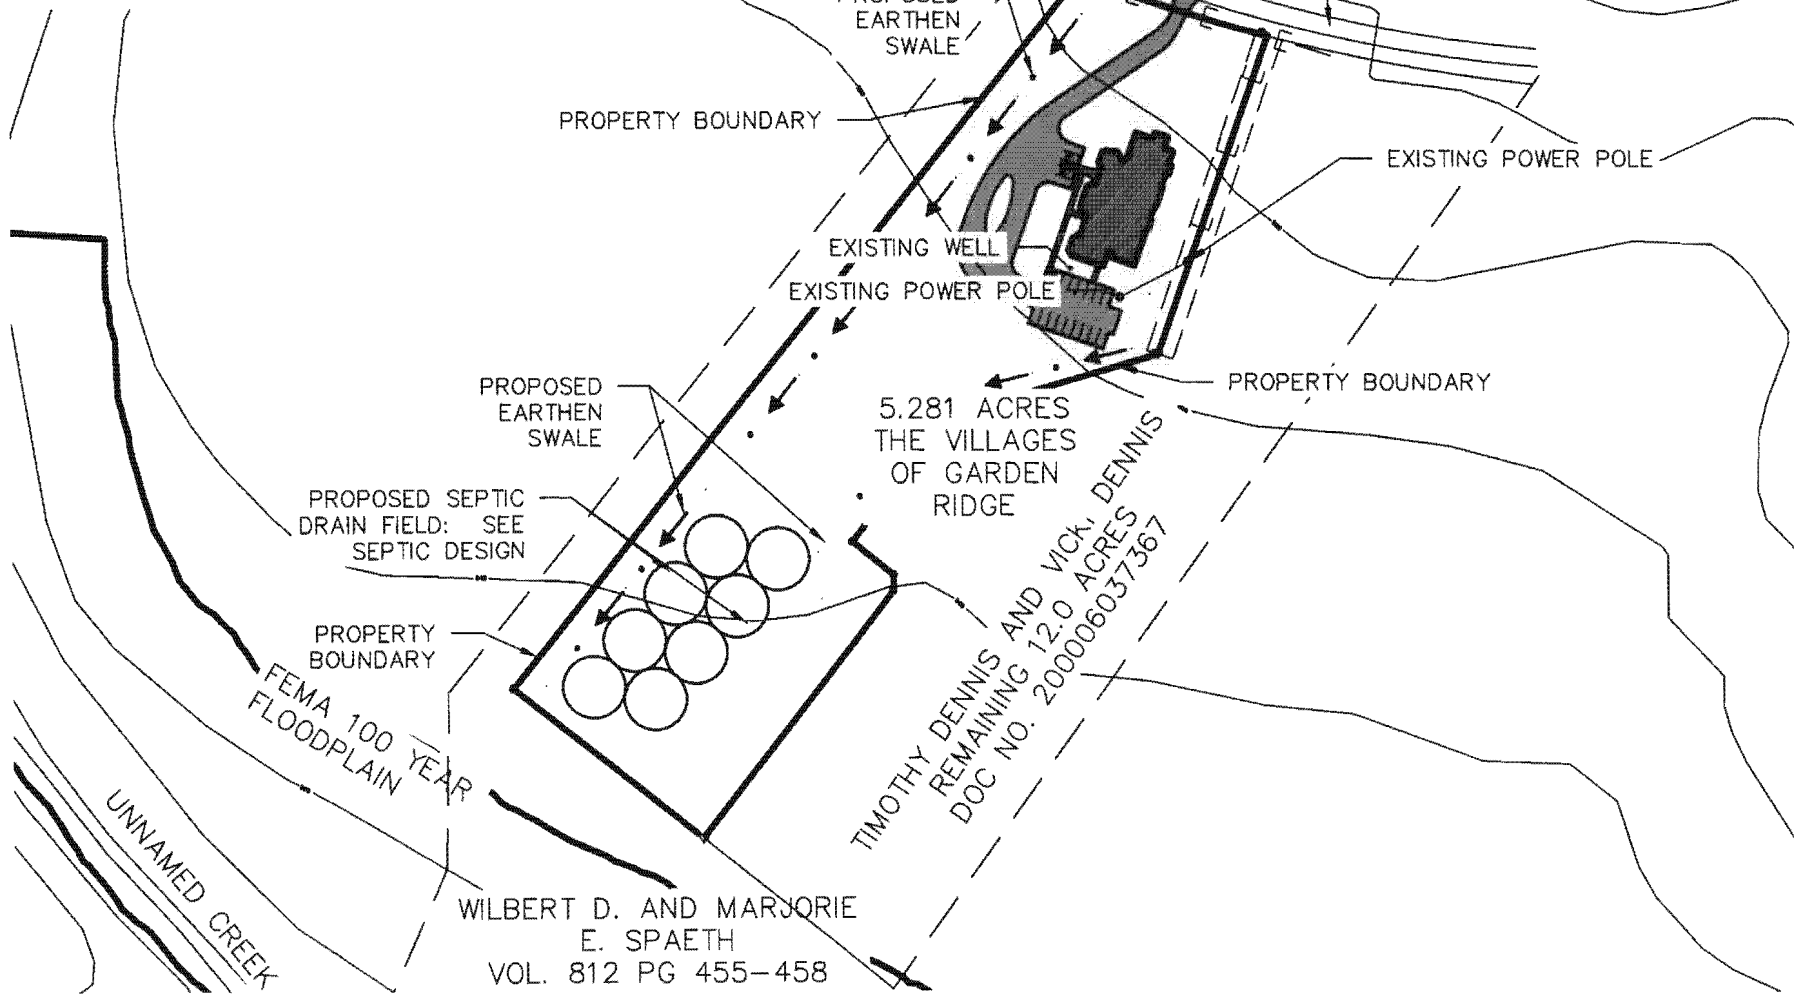 PROPOSED
EARTHEN
SWALE
PROPERTY BOUNDARY
EXISTING POWER POLE
EXISTING WELL
EXISTING POWER POLE
PROPERTY BOUNDARY
PROPOSED
EARTHEN
SWALE
5.281 ACRES
THE VILLAGES
OF GARDEN
RIDGE
PROPOSED SEPTIC
DRAIN FIELD: SEE
SEPTIC DESIGN
PROPERTY
BOUNDARY
TIMOTHY DENNIS AND VICK, DENNIS
REMAINING 12.0 ACRES
DOC NO. 200006037367
FEMA 100 YEAR
FLOODPLAIN
UNNAMED CREEK
WILBERT D. AND MARJORIE
E. SPAETH
VOL. 812 PG 455-458